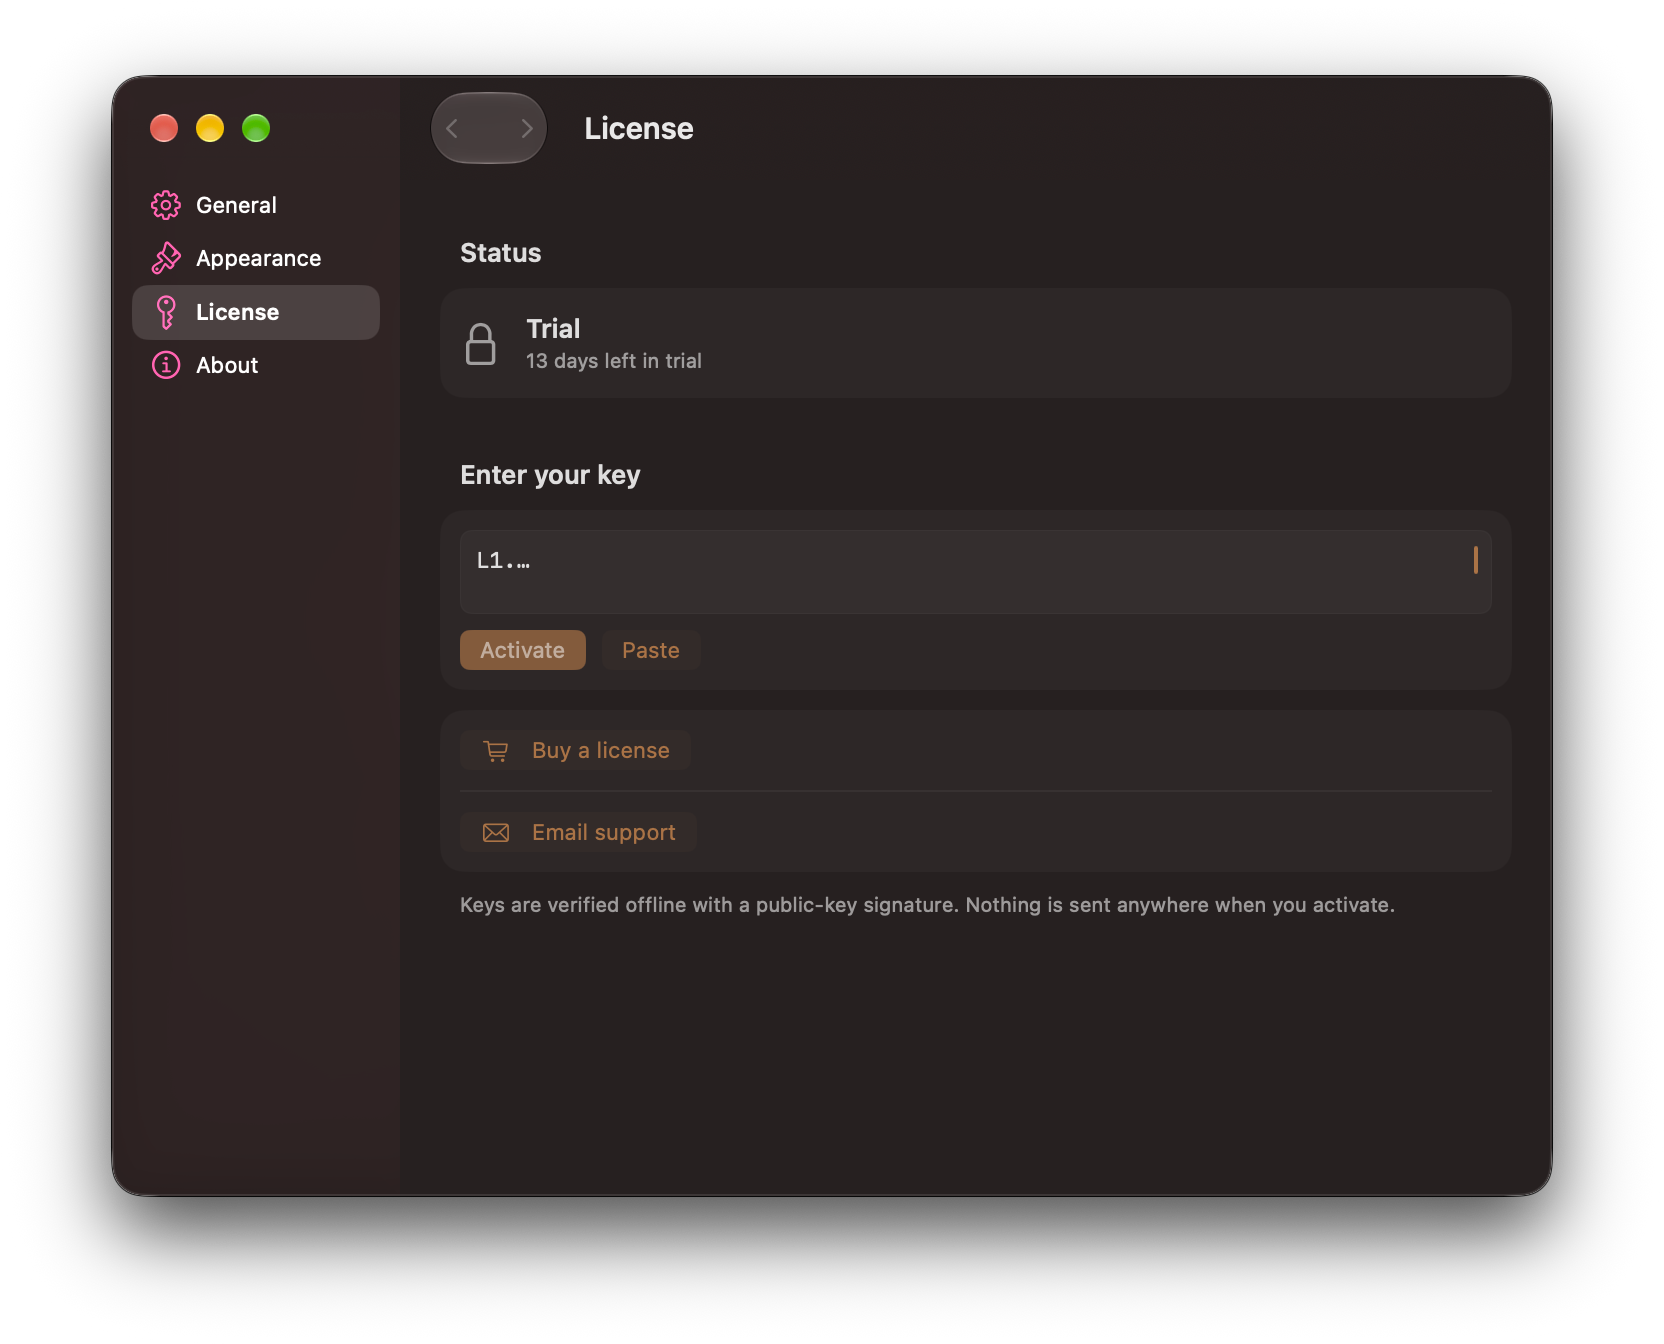 License
General
Appearance
License
About
Status
Trial
13 days left in trial
Enter your key
L1.…
Activate
Paste
Buy a license
Email support
Keys are verified offline with a public-key signature. Nothing is sent anywhere when you activate.